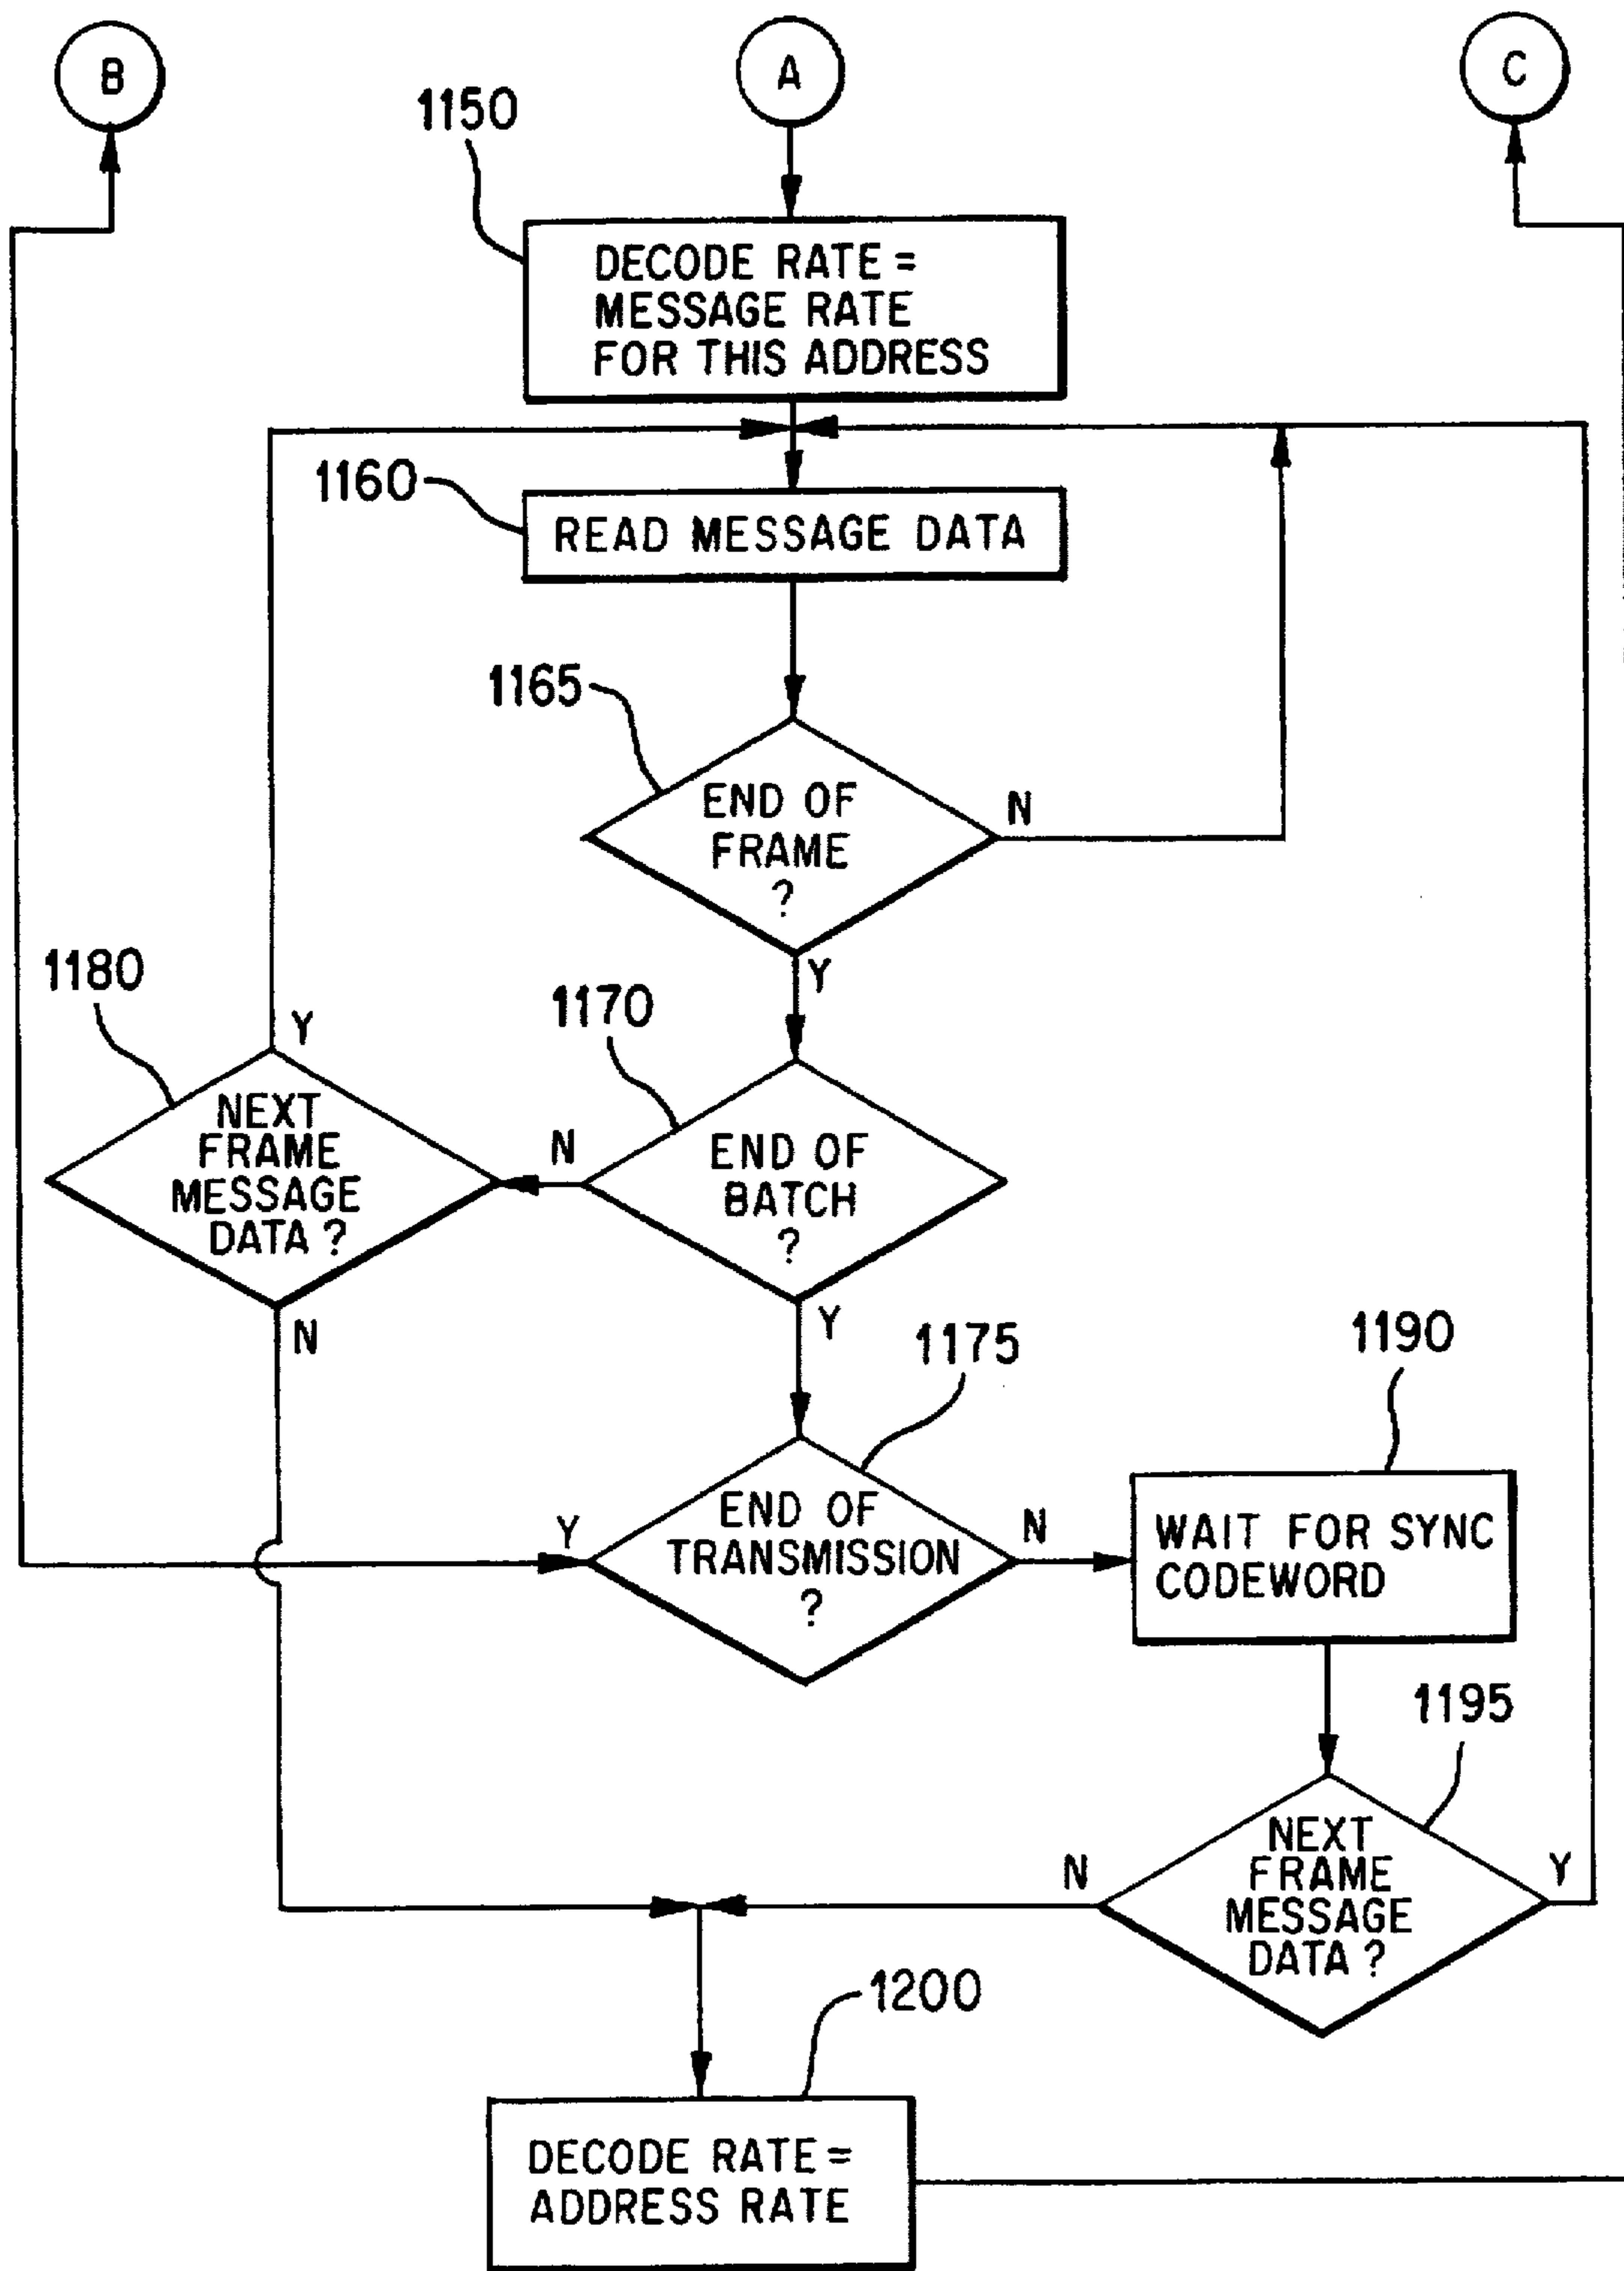 B
A
C
1150
DECODE RATE =
MESSAGE RATE
FOR THIS ADDRESS
1160
READ MESSAGE DATA
1165
END OF
FRAME
?
N
Y
1180
1170
Y
NEXT
FRAME
MESSAGE
DATA ?
N
END OF
BATCH
?
N
Y
1175
1190
Y
END OF
TRANSMISSION
?
N
WAIT FOR SYNC
CODEWORD
1195
N
NEXT
FRAME
MESSAGE
DATA ?
Y
1200
DECODE RATE =
ADDRESS RATE